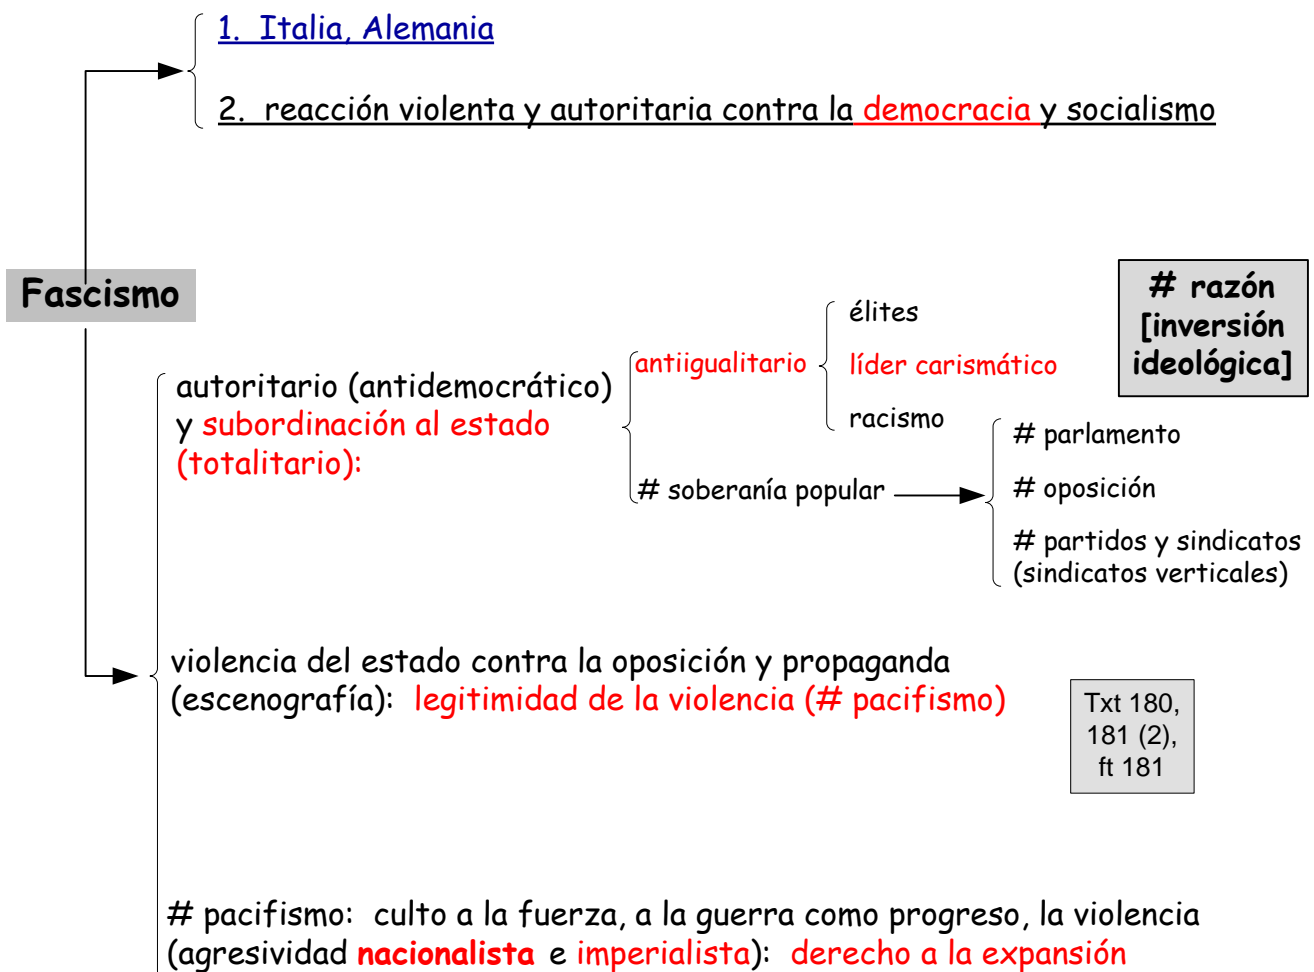 1. Italia, Alemania
2. reacción violenta y autoritaria contra la democracia y socialismo
Fascismo
# razón
[inversión
ideológica]
autoritario (antidemocrático)
y subordinación al estado
(totalitario):
antiigualitario
élites
líder carismático
racismo
# soberanía popular
# parlamento
# oposición
# partidos y sindicatos
(sindicatos verticales)
violencia del estado contra la oposición y propaganda
(escenografía): legitimidad de la violencia (# pacifismo)
Txt 180,
181 (2),
ft 181
# pacifismo: culto a la fuerza, a la guerra como progreso, la violencia
(agresividad nacionalista e imperialista): derecho a la expansión